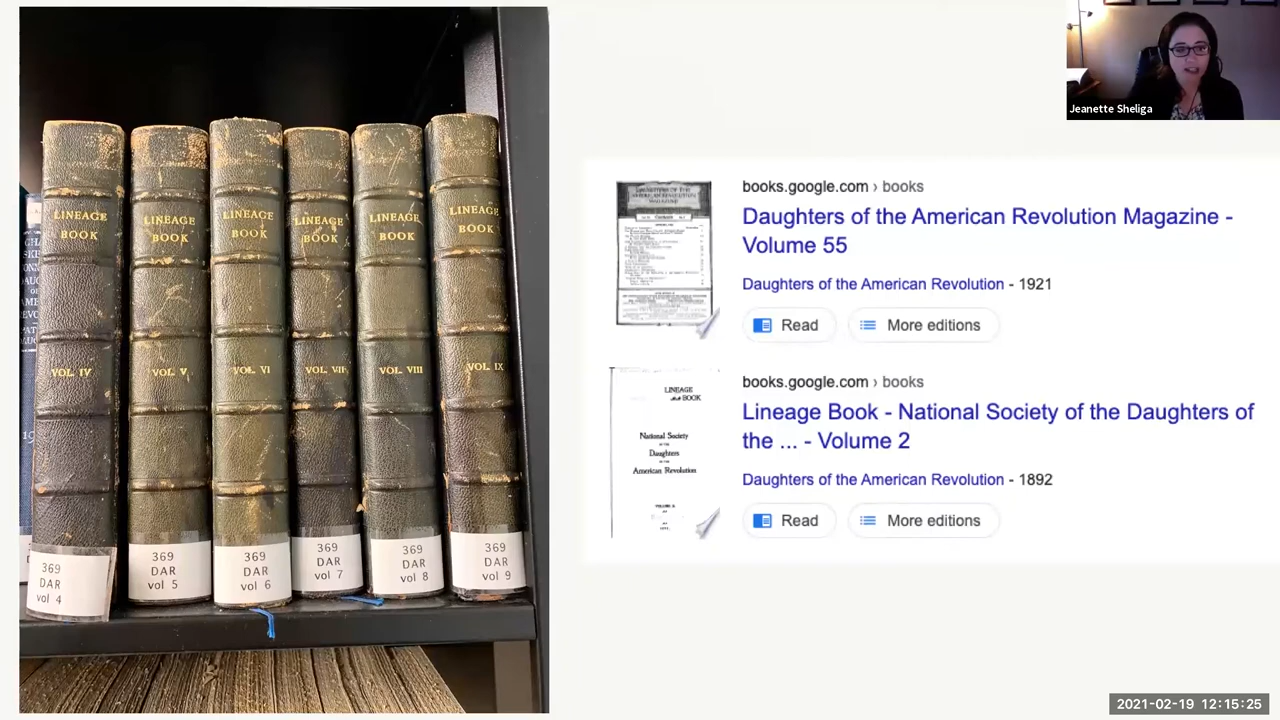 LINEAGE
BOOK
VOL. IV
369
DAR
vol 4
LINEAGE
BOOK
VOL. V
369
DAR
vol 5
LINEAGE
BOOK
VOL. VI
369
DAR
vol 6
LINEAGE
BOOK
VOL. VII
369
DAR
vol 7
LINEAGE
BOOK
VOL. VIII
369
DAR
vol 8
LINEAGE
BOOK
VOL. IX
369
DAR
vol 9
Jeanette Sheliga
books.google.com › books
Daughters of the American Revolution Magazine -
Volume 55
Daughters of the American Revolution - 1921
Read More editions
LINEAGE
BOOK
National Society
Daughters
American Revolution
books.google.com › books
Lineage Book - National Society of the Daughters of
the ... - Volume 2
Daughters of the American Revolution - 1892
Read More editions
2021-02-19 12:15:25